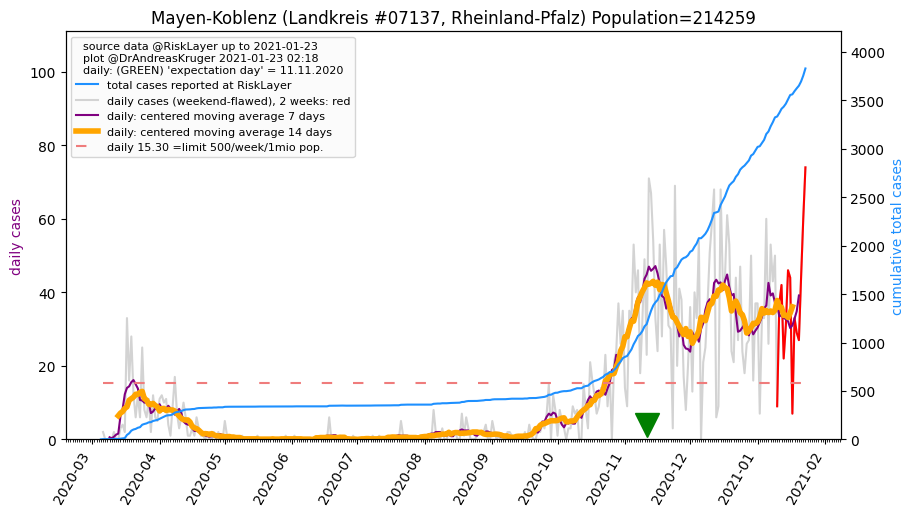 Mayen-Koblenz (Landkreis #07137, Rheinland-Pfalz) Population=214259
source data @RiskLayer up to 2021-01-23
plot @DrAndreasKruger 2021-01-23 02:18
daily: (GREEN) 'expectation day' = 11.11.2020
total cases reported at RiskLayer
daily cases (weekend-flawed), 2 weeks: red
daily: centered moving average 7 days
daily: centered moving average 14 days
daily 15.30 =limit 500/week/1mio pop.
daily cases
100
80
60
40
20
0
cumulative total cases
4000
3500
3000
2500
2000
1500
1000
500
0
2020-03
2020-04
2020-05
2020-06
2020-07
2020-08
2020-09
2020-10
2020-11
2020-12
2021-01
2021-02